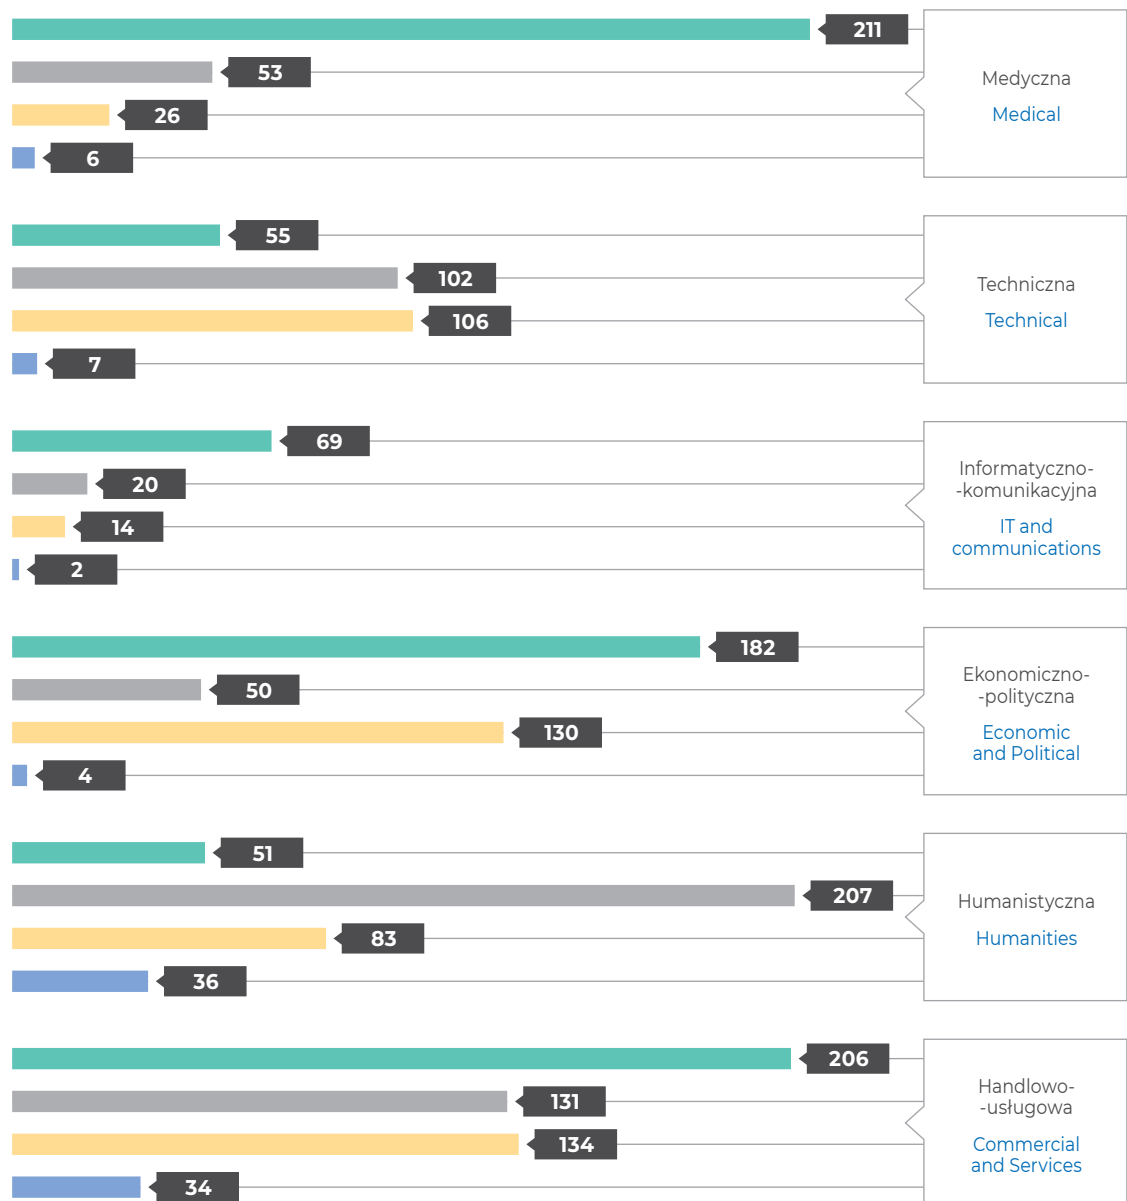 211
53
26
6
Medyczna
Medical
55
102
106
7
Techniczna
Technical
69
20
14
2
Informatyczno-
-komunikacyjna
IT and
communications
182
50
130
4
Ekonomiczno-
-polityczna
Economic
and Political
51
207
83
36
Humanistyczna
Humanities
206
131
134
34
Handlowo-
-usługowa
Commercial
and Services